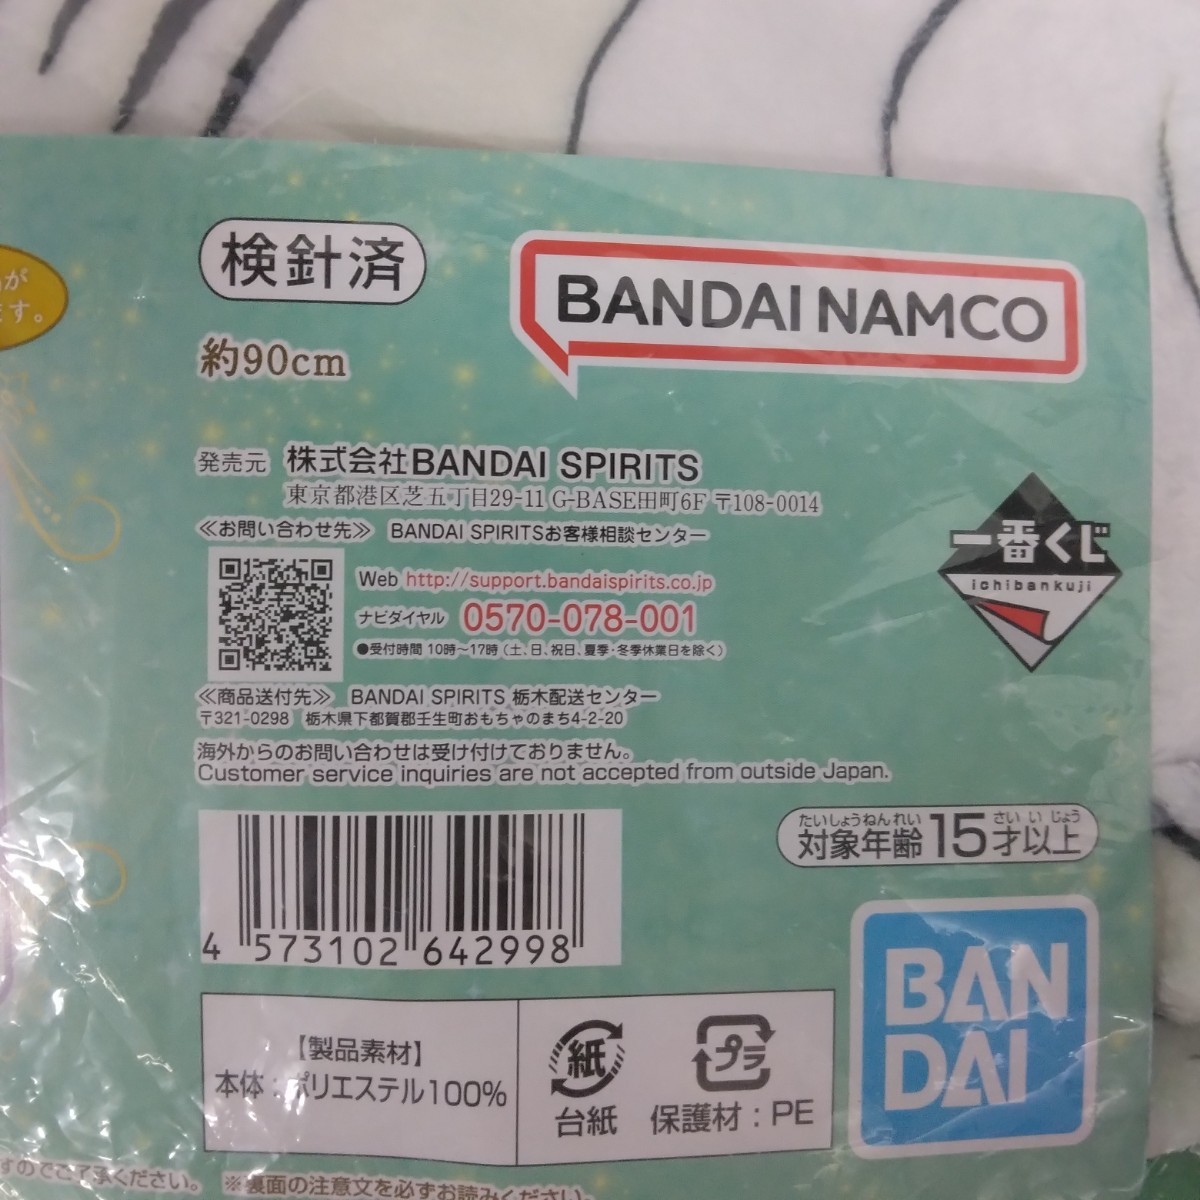 が
ます。
検針済
約90cm
BANDAI NAMCO
発売元 株式会社BANDAI SPIRITS
東京都港区芝五丁目29-11 G-BASE田町6F 〒108-0014
≪お問い合わせ先≫ BANDAI SPIRITSお客様相談センター
Web http://support.bandaispirits.co.jp
ナビダイヤル 0570-078-001
●受付時間 10時〜17時(土、日、祝日、夏季・冬季休業日を除く)
≪商品送付先≫ BANDAI SPIRITS 栃木配送センター
〒321-0298 栃木県下都賀郡壬生町おもちゃのまち4-2-20
海外からのお問い合わせは受け付けておりません。
Customer service inquiries are not accepted from outside Japan.
一番くじ
ichibankuji
4 573102 642998
たいしょうねんれい さいいじょう
対象年齢15才以上
BAN
DAI
【製品素材】
本体:ポリエステル100%
紙
台紙
プラ
保護材:PE
すのでご了承ください。 ※裏面の注意文を必ずお読みください。